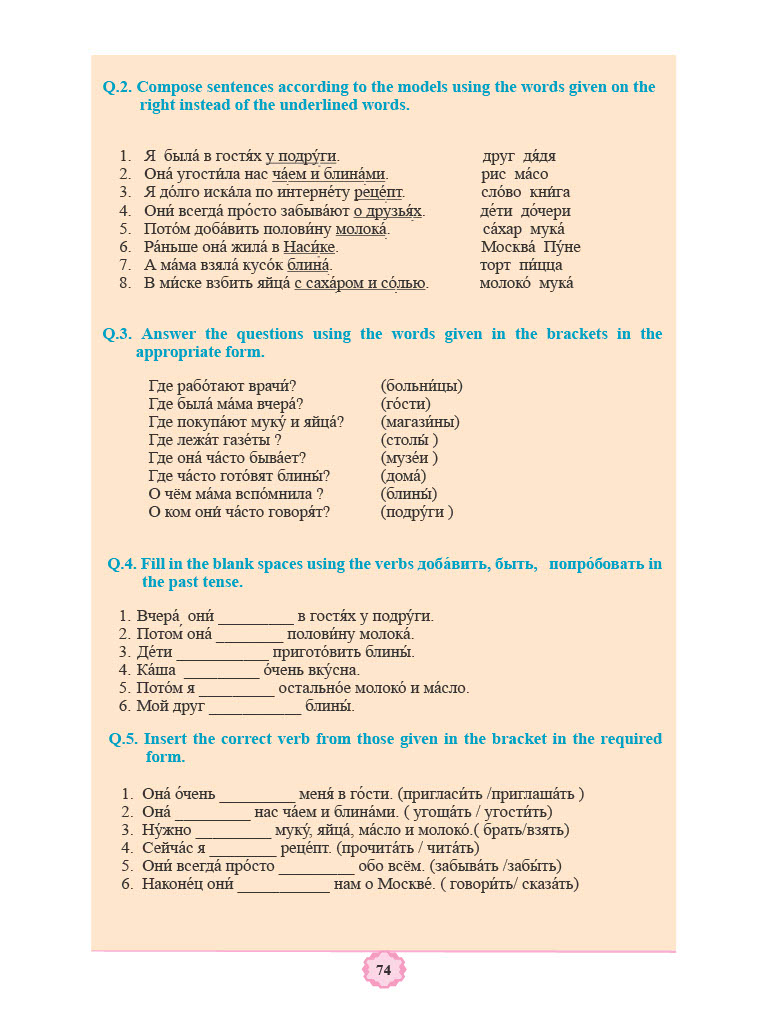 Q.2. Compose sentences according to the models using the words given on the
right instead of the underlined words.
1. Я была́ в гостя́х у подру́ги. друг дя́дя
2. Она́ угости́ла нас ча́ем и блина́ми. рис ма́со
3. Я до́лго иска́ла по и́нтерне́ту реце́пт. сло́во кни́га
4. Они́ всегда́ про́сто забыва́ют о друзья́х. де́ти до́чери
5. Пото́м доба́вить полови́ну молока́. са́хар мука́
6. Ра́ньше она́ жила́ в Наси́ке. Москва́ Пу́не
7. А ма́ма взяла́ кусо́к блина́. торт пи́цца
8. В ми́ске взбить яйца́ с саха́ром и со́лью. молоко́ мука́
Q.3. Answer the questions using the words given in the brackets in the
appropriate form.
Где рабо́тают врачи́? (больни́цы)
Где была́ ма́ма вчера́? (го́сти)
Где покупа́ют муку́ и яйца́? (магази́ны)
Где лежа́т газе́ты ? (столы́ )
Где она́ ча́сто быва́ет? (музе́и )
Где ча́сто гото́вят блины́? (дома́)
О чём ма́ма вспо́мнила ? (блины́)
О ком они́ ча́сто говоря́т? (подру́ги )
Q.4. Fill in the blank spaces using the verbs доба́вить, быть, попро́бовать in
the past tense.
1. Вчера́ они́ _________ в гостя́х у подру́ги.
2. Потом́ она́ ________ полови́ну молока́.
3. Де́ти ___________ пригото́вить блины́.
4. Ка́ша _________ о́чень вку́сна.
5. Пото́м я _________ остально́е молоко́ и ма́сло.
6. Мой друг ___________ блины́.
Q.5. Insert the correct verb from those given in the bracket in the required
form.
1. Она́ о́чень _________ меня́ в го́сти. (пригласи́ть /приглаша́ть )
2. Она́ _________ нас ча́ем и блина́ми. ( угоща́ть / угости́ть)
3. Ну́жно _________ муку́, яйца́, ма́сло и молоко́.( брать/взять)
4. Сейча́с я ________ реце́пт. (прочита́ть / чита́ть)
5. Они́ всегда́ про́сто _________ обо всём. (забыва́ть /забы́ть)
6. Наконе́ц они́ ___________ нам о Москве́. ( говори́ть/ сказа́ть)
74